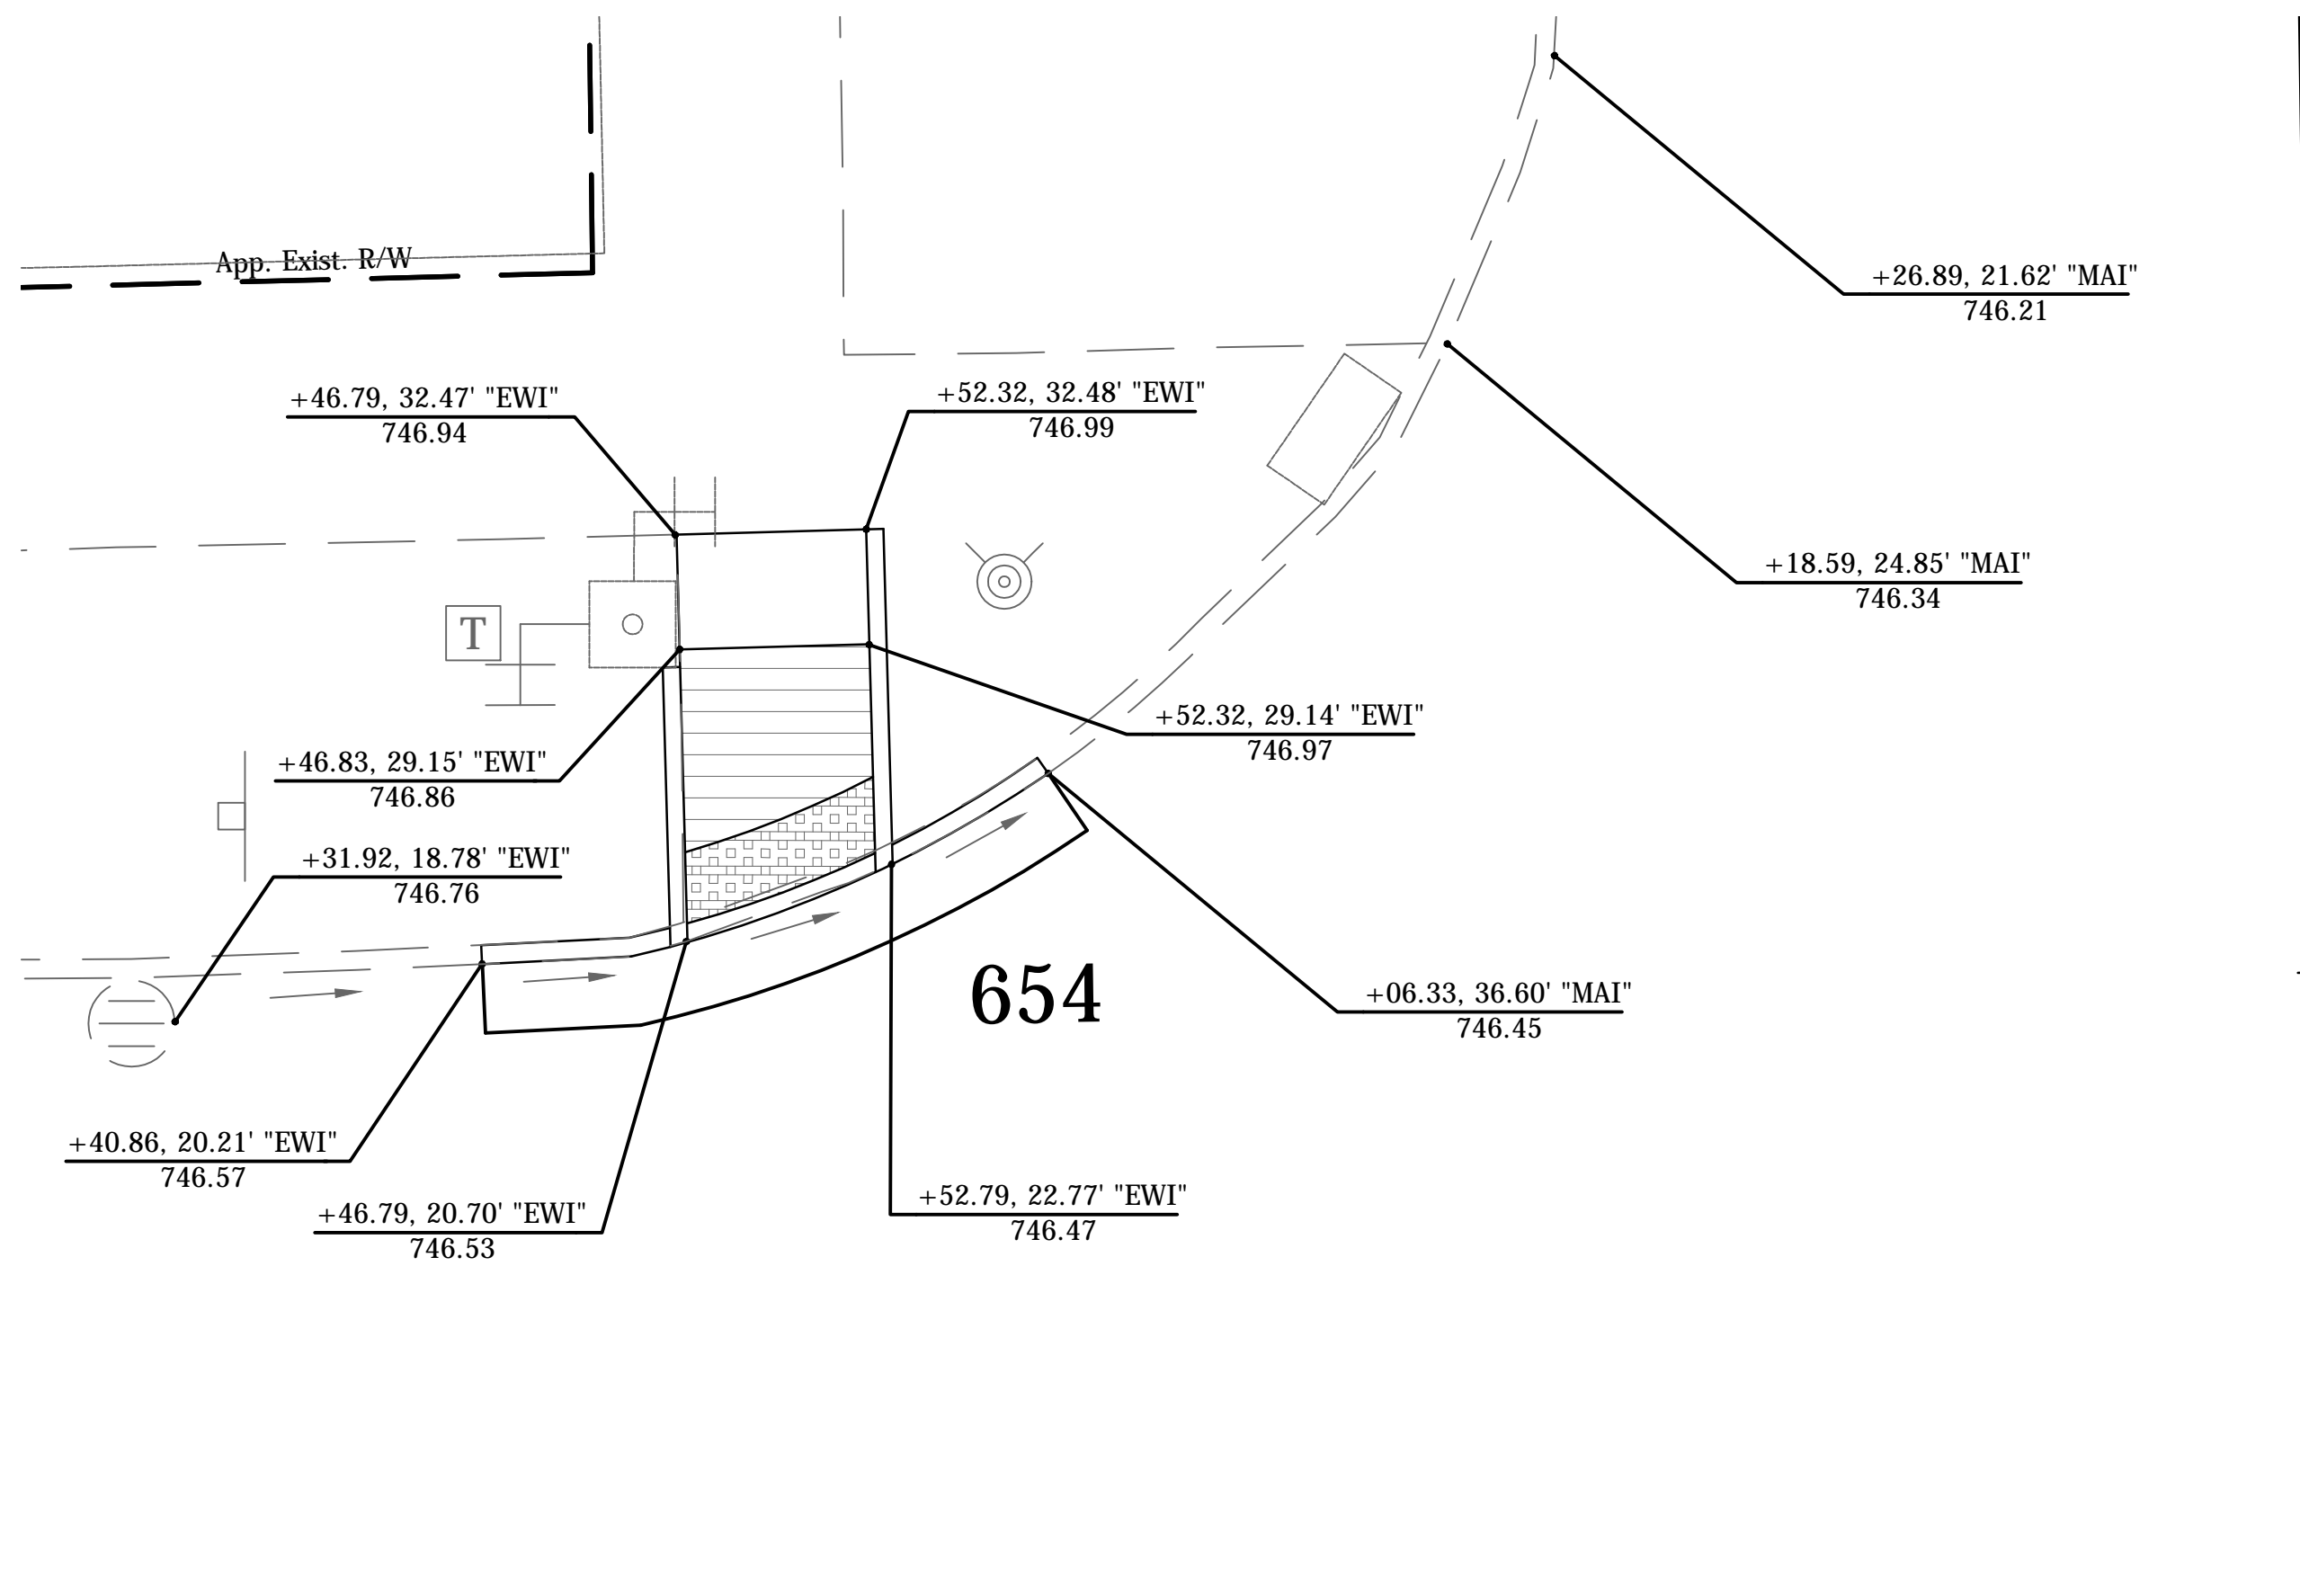 App. Exist. R/W
+26.89, 21.62' "MAI"
746.21
+46.79, 32.47' "EWI"
746.94
+52.32, 32.48' "EWI"
746.99
+18.59, 24.85' "MAI"
746.34
T
+52.32, 29.14' "EWI"
746.97
+46.83, 29.15' "EWI"
746.86
+31.92, 18.78' "EWI"
746.76
654
+06.33, 36.60' "MAI"
746.45
+40.86, 20.21' "EWI"
746.57
+52.79, 22.77' "EWI"
746.47
+46.79, 20.70' "EWI"
746.53